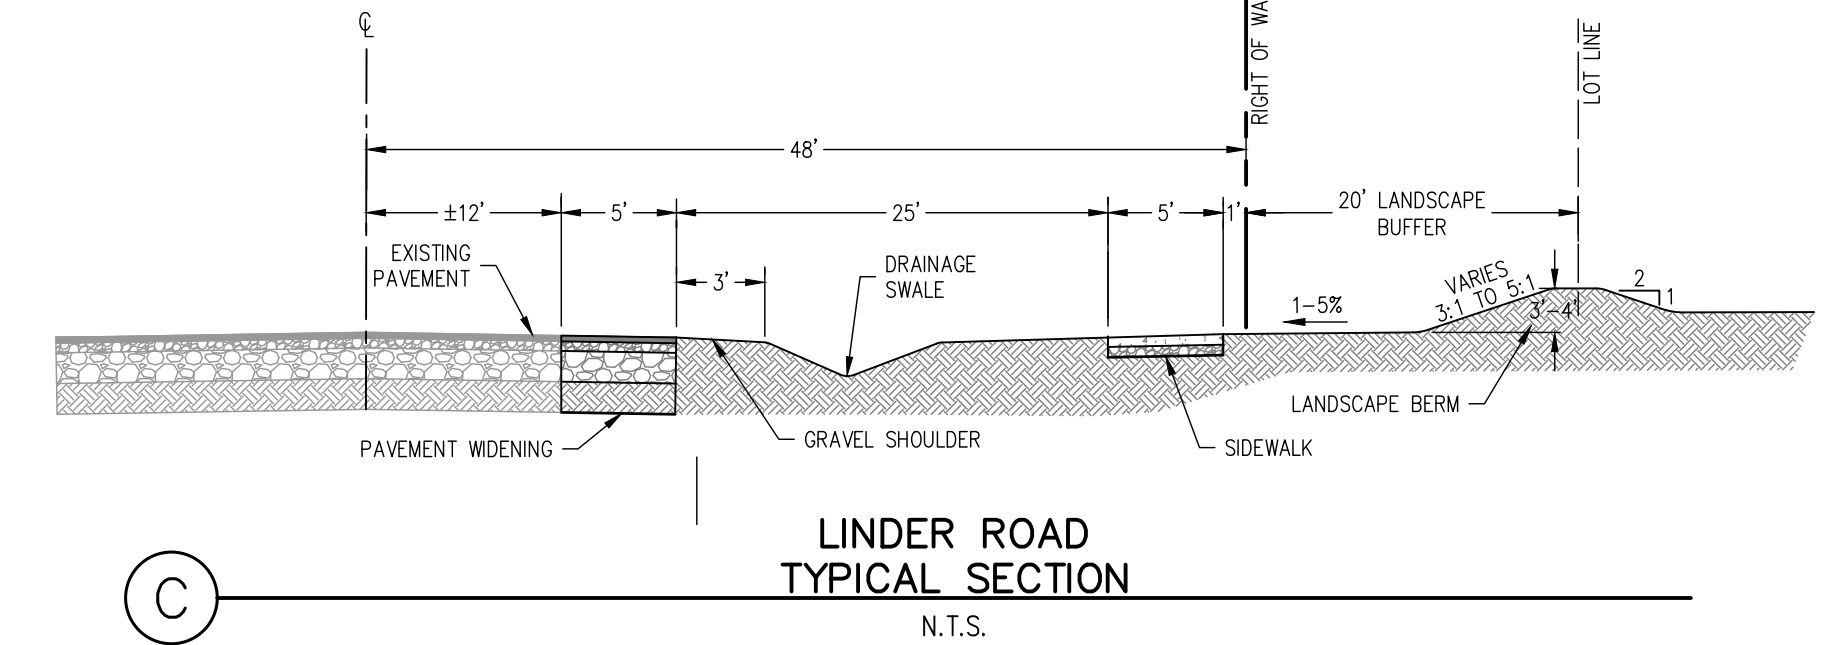 ℄
RIGHT OF WA
LOT LINE
48'
±12'
5'
25'
5'
1'
20' LANDSCAPE
BUFFER
EXISTING
PAVEMENT
3'
DRAINAGE
SWALE
1-5%
VARIES
3:1 TO 5:1
3'-4'
2
1
LANDSCAPE BERM
PAVEMENT WIDENING
GRAVEL SHOULDER
SIDEWALK
LINDER ROAD
TYPICAL SECTION
C
N.T.S.